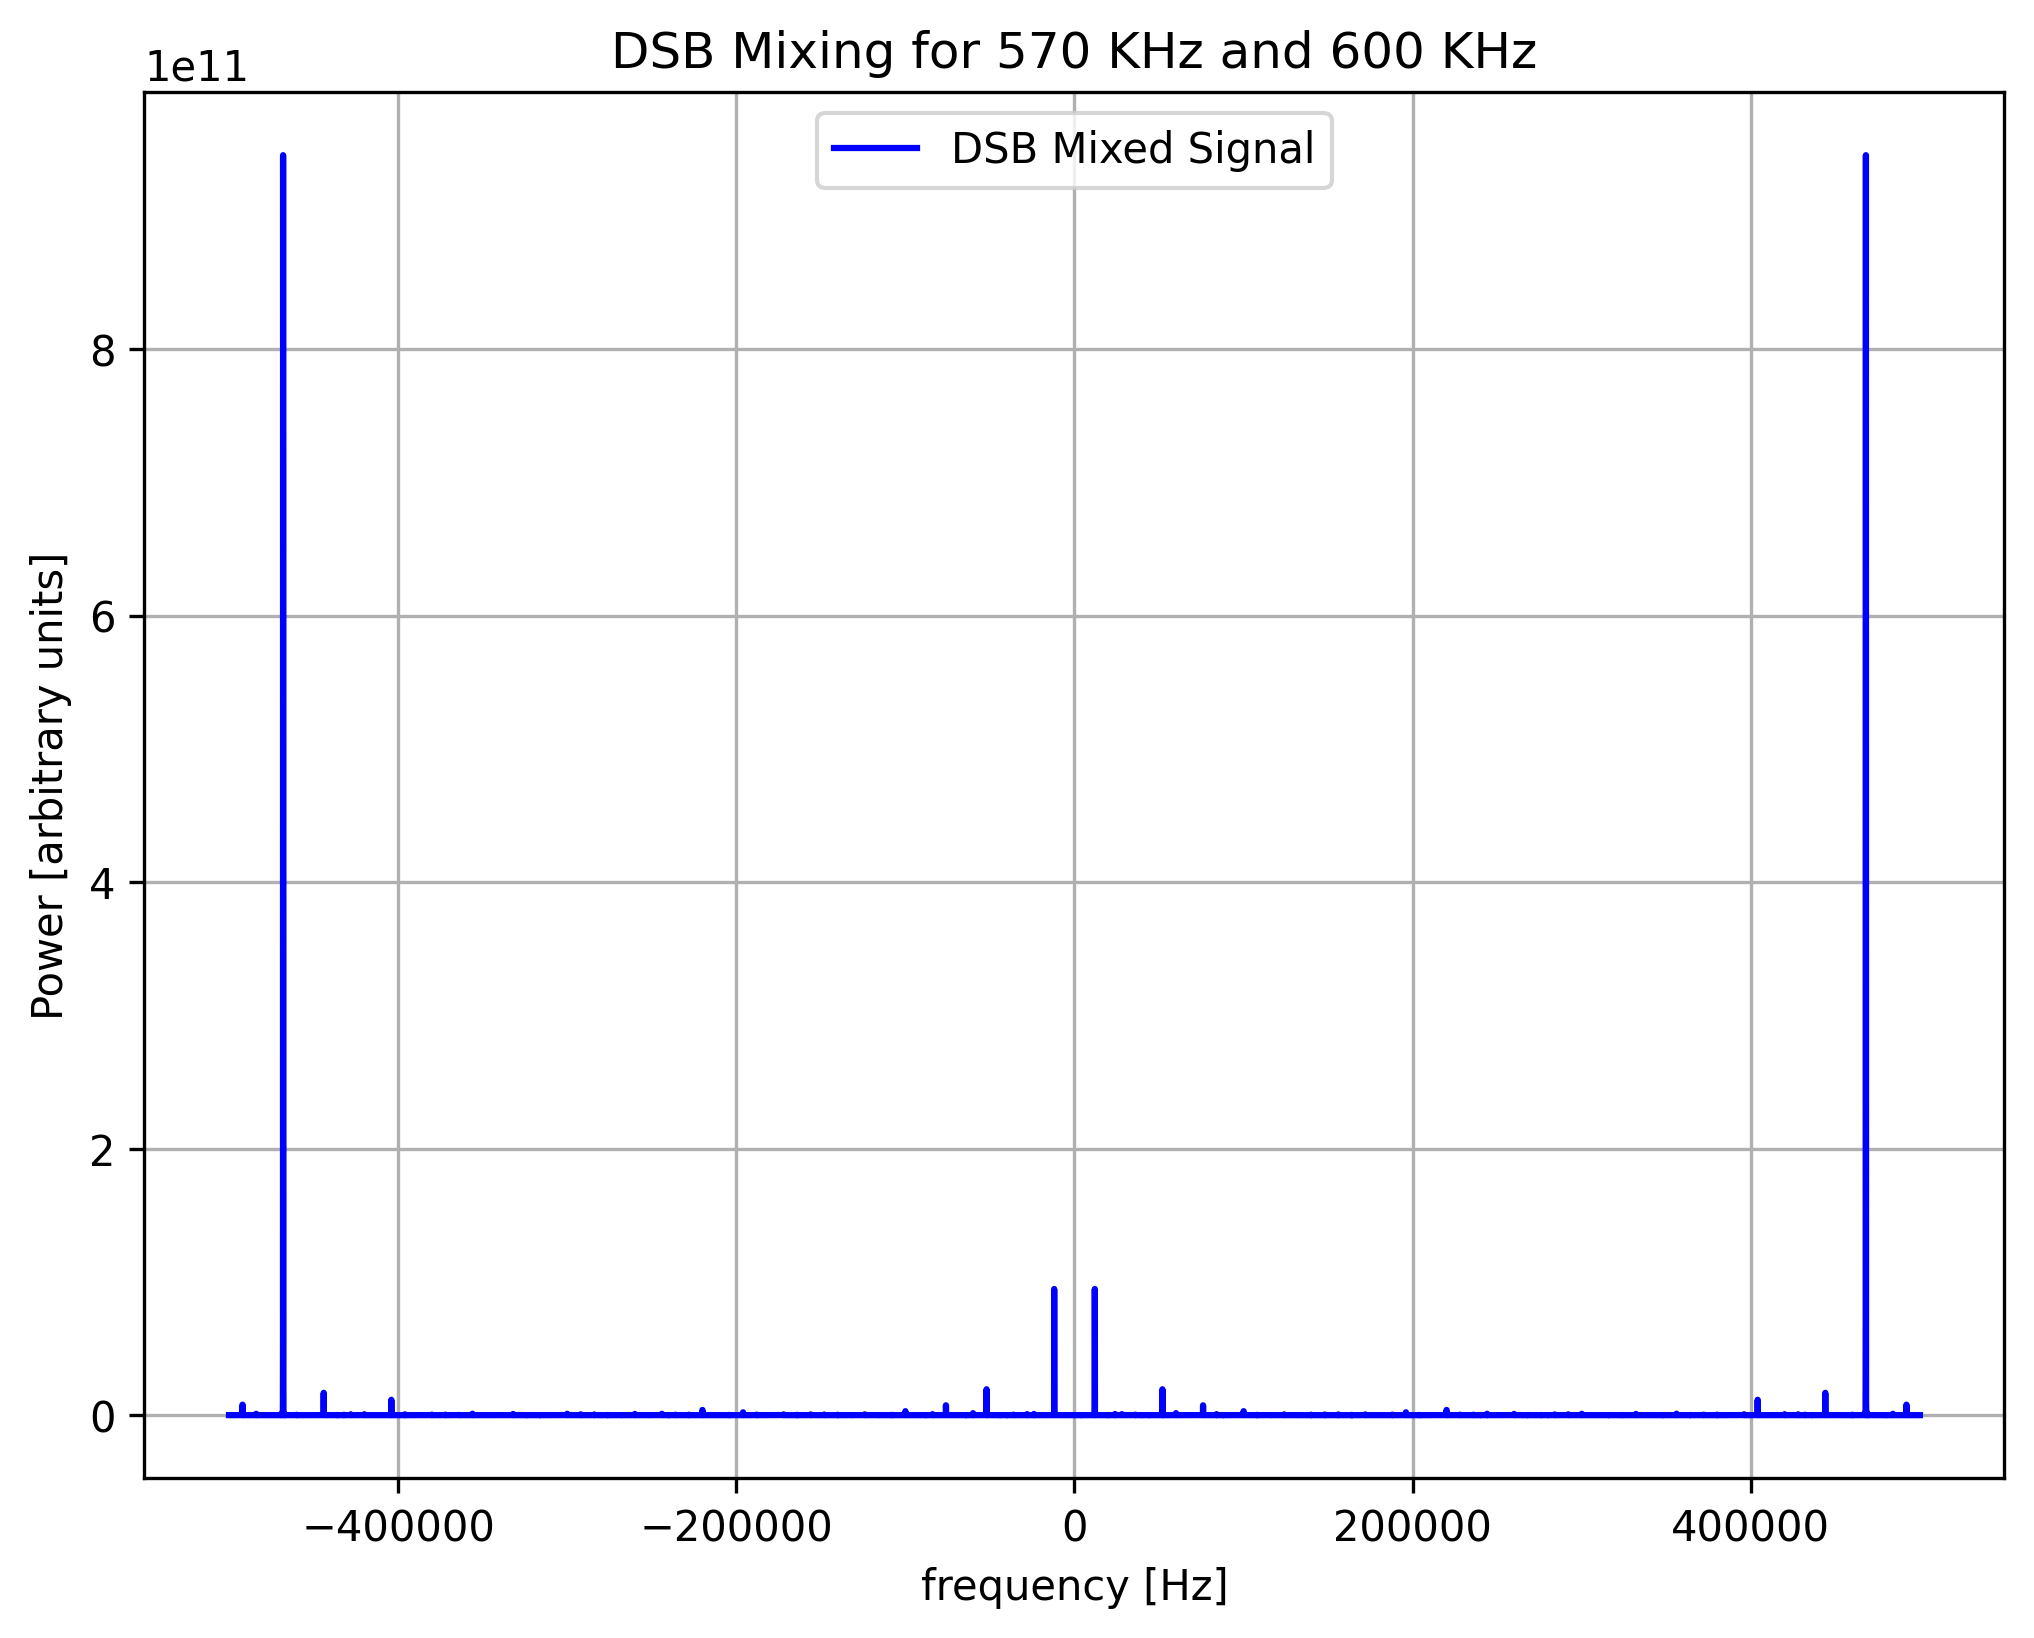 DSB Mixing for 570 KHz and 600 KHz
1e11
DSB Mixed Signal
8
6
4
2
0
Power [arbitrary units]
−400000
−200000
0
200000
400000
frequency [Hz]